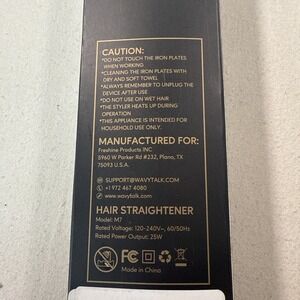 CAUTION:
*DO NOT TOUCH THE IRON PLATES
WHEN WORKING
*CLEANING THE IRON PLATES WITH
DRY AND SOFT TOWEL
*ALWAYS REMEMBER TO UNPLUG THE
DEVICE AFTER USE
*DO NOT USE ON WET HAIR
*THE STYLER HEATS UP DURING
OPERATION
*THIS APPLIANCE IS INTENDED FOR
HOUSEHOLD USE ONLY.
MANUFACTURED FOR:
Freshine Products INC
5960 W Parker Rd #232, Plano, TX
75093 U.S.A.
SUPPORT@WAVYTALK.COM
+1 972 467 4080
www.wavytalk.com
HAIR STRAIGHTENER
Model: M7
Rated Voltage: 120-240V~, 60/50Hz
Rated Power Output: 25W
FC
Made in China